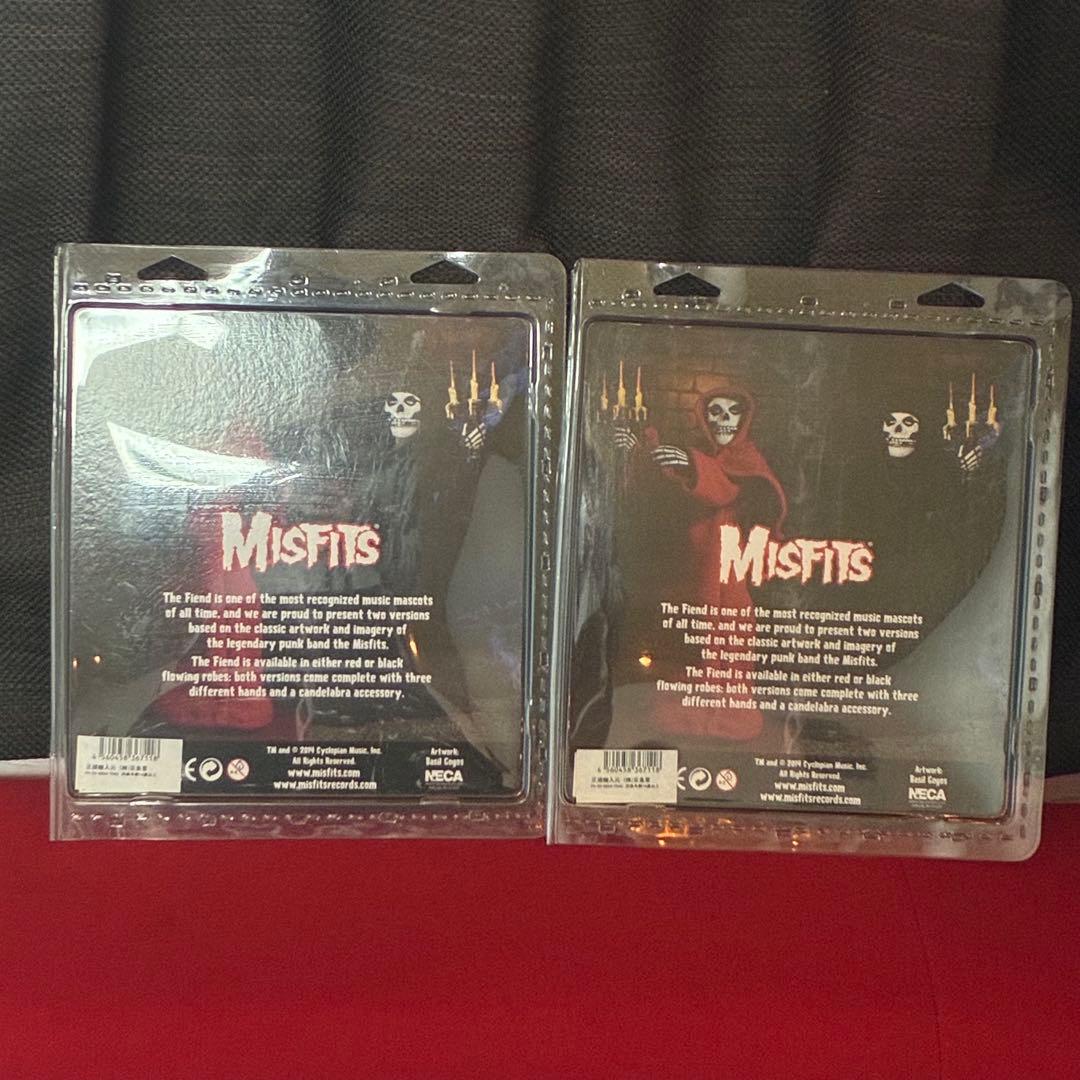 MISFITS
The Fiend is one of the most recognized music mascots
of all time, and we are proud to present two versions
based on the classic artwork and imagery of
the legendary punk band the Misfits.
The Fiend is available in either red or black
flowing robes; both versions come complete with three
different hands and a candelabra accessory.
4 560458 367118
CE
TM and © 2014 Cyclopian Music, Inc.
All Rights Reserved.
www.misfits.com
www.misfitsrecords.com
Artwork:
Basil Gogos
NECA
MISFITS
The Fiend is one of the most recognized music mascots
of all time, and we are proud to present two versions
based on the classic artwork and imagery of
the legendary punk band the Misfits.
The Fiend is available in either red or black
flowing robes; both versions come complete with three
different hands and a candelabra accessory.
4 560458 367118
CE
TM and © 2014 Cyclopian Music, Inc.
All Rights Reserved.
www.misfits.com
www.misfitsrecords.com
Artwork:
Basil Gogos
NECA